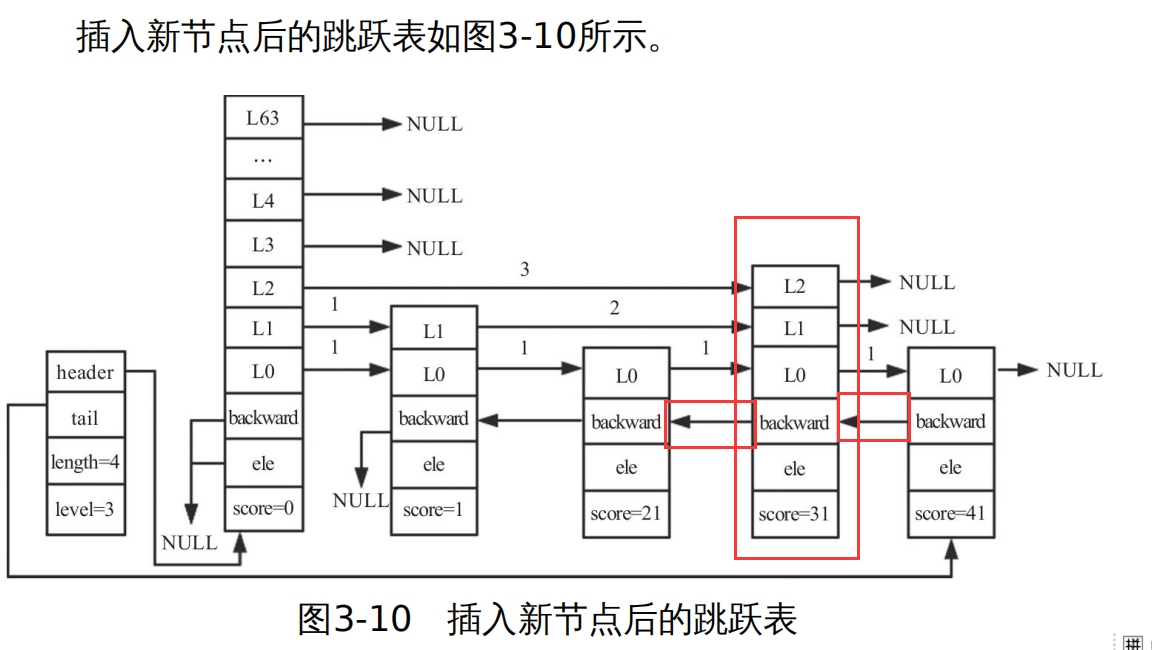 插入新节点后的跳跃表如图3-10所示。
L63
NULL
...
L4
NULL
L3
NULL
L2
3
L2
NULL
L1
1
L1
2
L1
NULL
L0
1
L0
1
L0
1
L0
1
L0
NULL
header
tail
length=4
level=3
backward
ele
score=0
NULL
backward
ele
score=1
NULL
backward
ele
score=21
backward
ele
score=31
backward
ele
score=41
图3-10 插入新节点后的跳跃表
拼